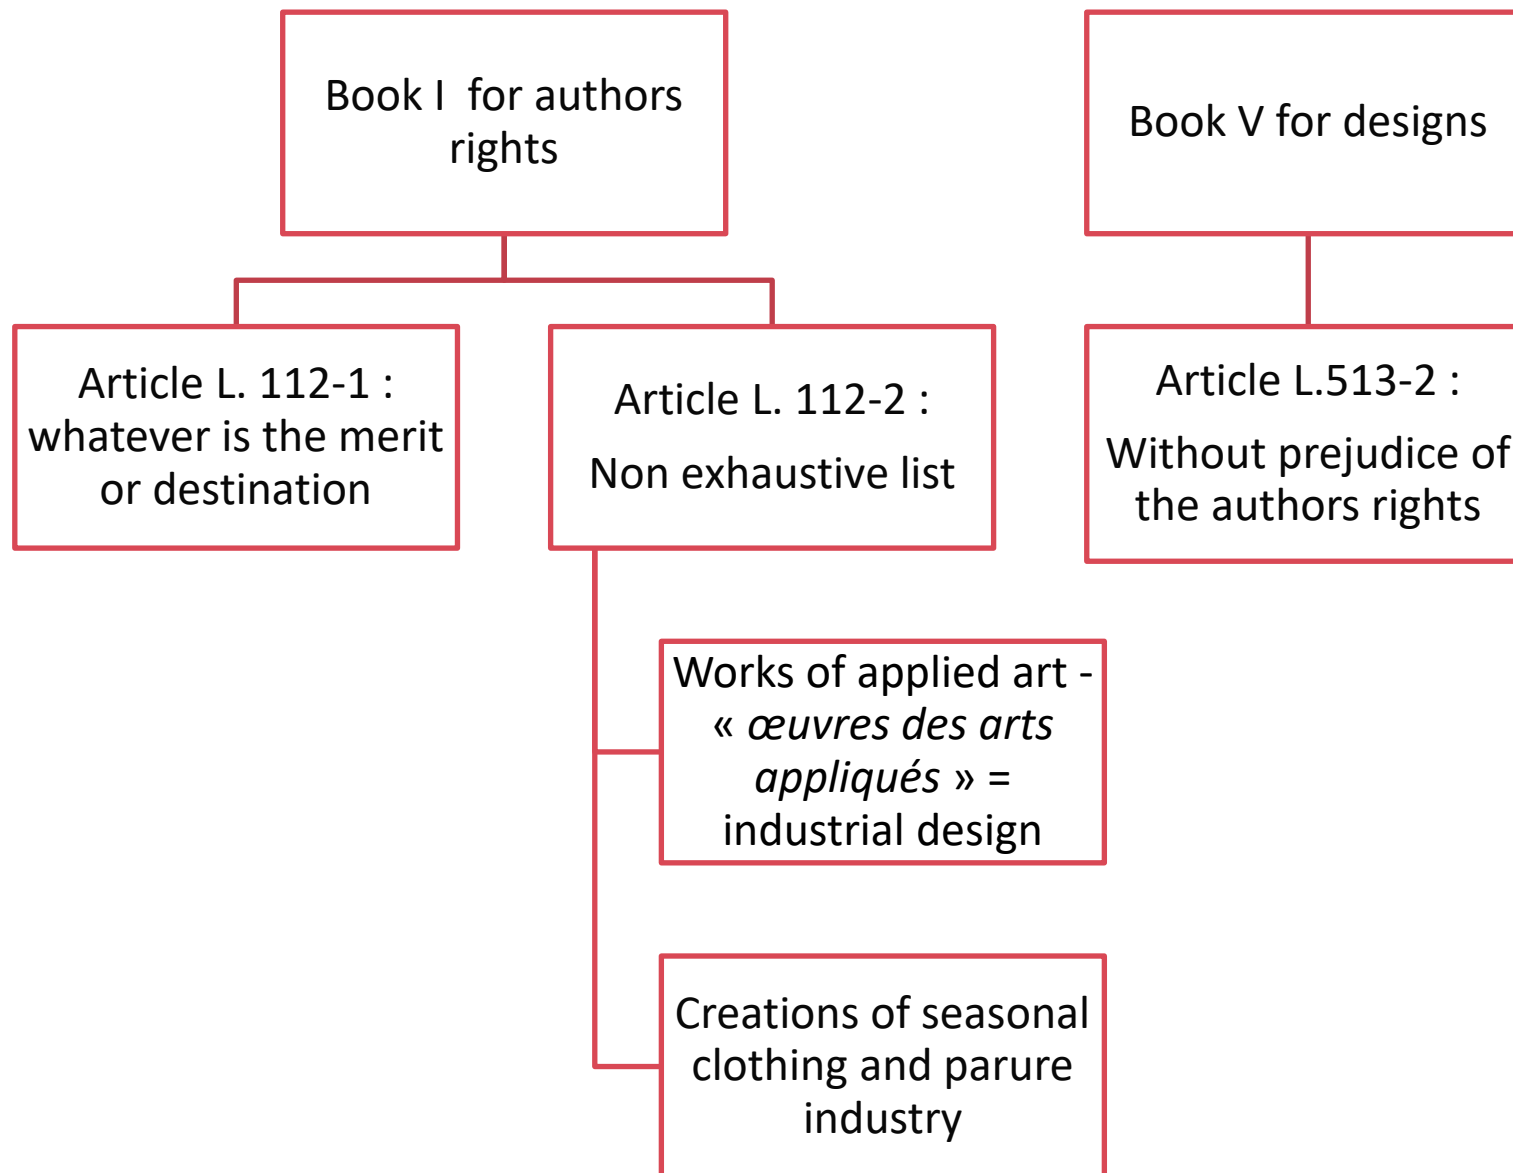 Book I for authors
rights
Book V for designs
Article L. 112-1 :
whatever is the merit
or destination
Article L. 112-2 :
Non exhaustive list
Article L.513-2 :
Without prejudice of
the authors rights
Works of applied art -
« œuvres des arts
appliqués » =
industrial design
Creations of seasonal
clothing and parure
industry